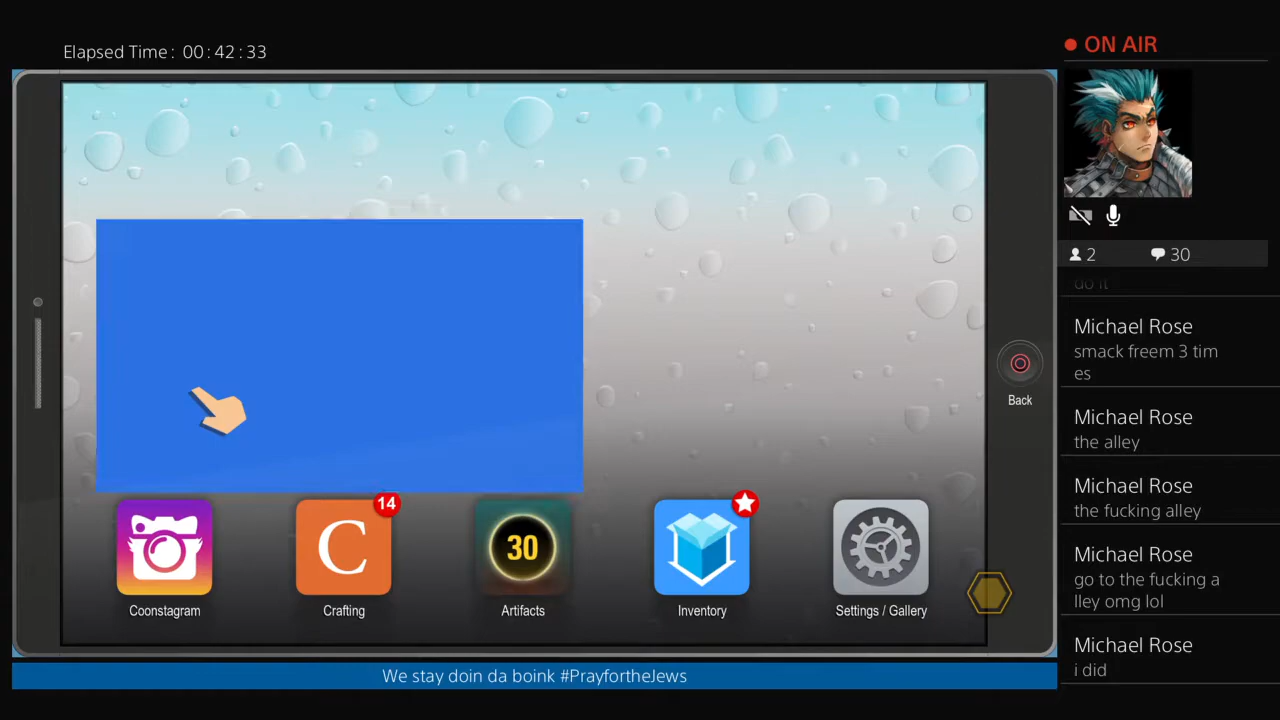 Elapsed Time: 00:42:33
ON AIR
2
30
do it
Michael Rose
smack freem 3 tim
es
Michael Rose
the alley
Michael Rose
the fucking alley
Michael Rose
go to the fucking a
lley omg lol
Michael Rose
i did
Back
14
C
30
Coonstagram
Crafting
Artifacts
Inventory
Settings / Gallery
We stay doin da boink #PrayfortheJews